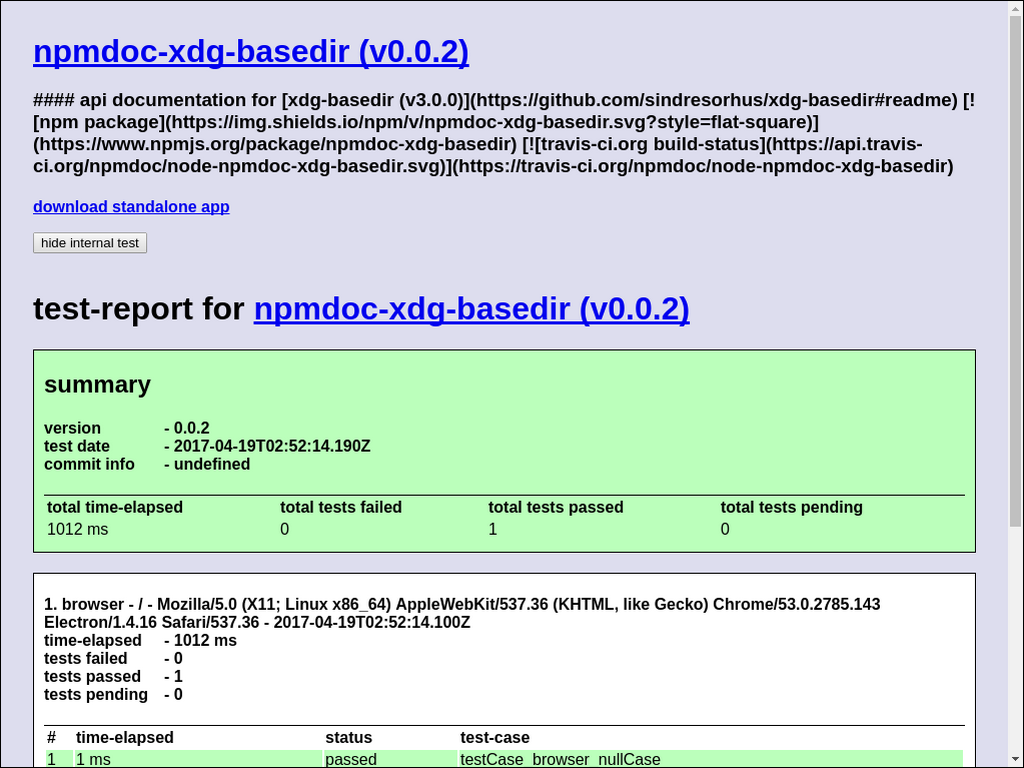 npmdoc-xdg-basedir (v0.0.2)
#### api documentation for [xdg-basedir (v3.0.0)](https://github.com/sindresorhus/xdg-basedir#readme) [!
[npm package](https://img.shields.io/npm/v/npmdoc-xdg-basedir.svg?style=flat-square)]
(https://www.npmjs.org/package/npmdoc-xdg-basedir) [![travis-ci.org build-status](https://api.travis-
ci.org/npmdoc/node-npmdoc-xdg-basedir.svg)](https://travis-ci.org/npmdoc/node-npmdoc-xdg-basedir)
download standalone app
hide internal test
test-report for npmdoc-xdg-basedir (v0.0.2)
summary
version - 0.0.2
test date - 2017-04-19T02:52:14.190Z
commit info - undefined
total time-elapsed total tests failed total tests passed total tests pending
1012 ms 0 1 0
1. browser - / - Mozilla/5.0 (X11; Linux x86_64) AppleWebKit/537.36 (KHTML, like Gecko) Chrome/53.0.2785.143
Electron/1.4.16 Safari/537.36 - 2017-04-19T02:52:14.100Z
time-elapsed - 1012 ms
tests failed - 0
tests passed - 1
tests pending - 0
# time-elapsed status test-case
1 1 ms passed testCase_browser_nullCase